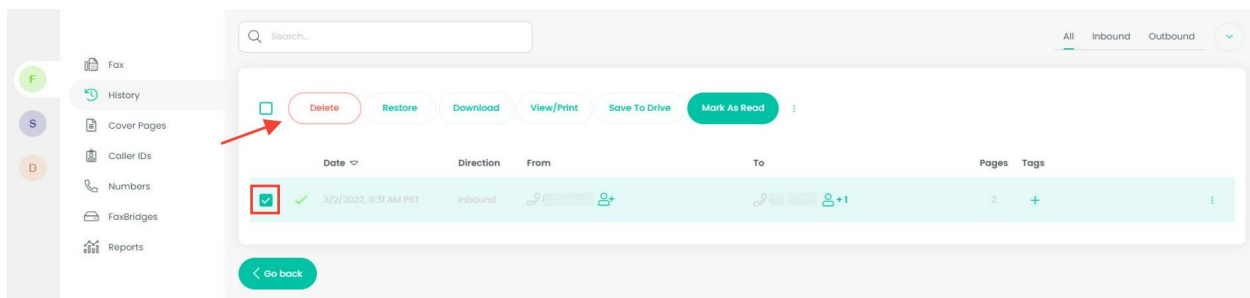 Search...
All Inbound Outbound
F
S
D
Fax
History
Cover Pages
Caller IDs
Numbers
FaxBridges
Reports
Delete Restore Download View/Print Save To Drive Mark As Read
Date Direction From To Pages Tags
3/2/2022, 11:31 AM PST inbound +1 2 +
Go back